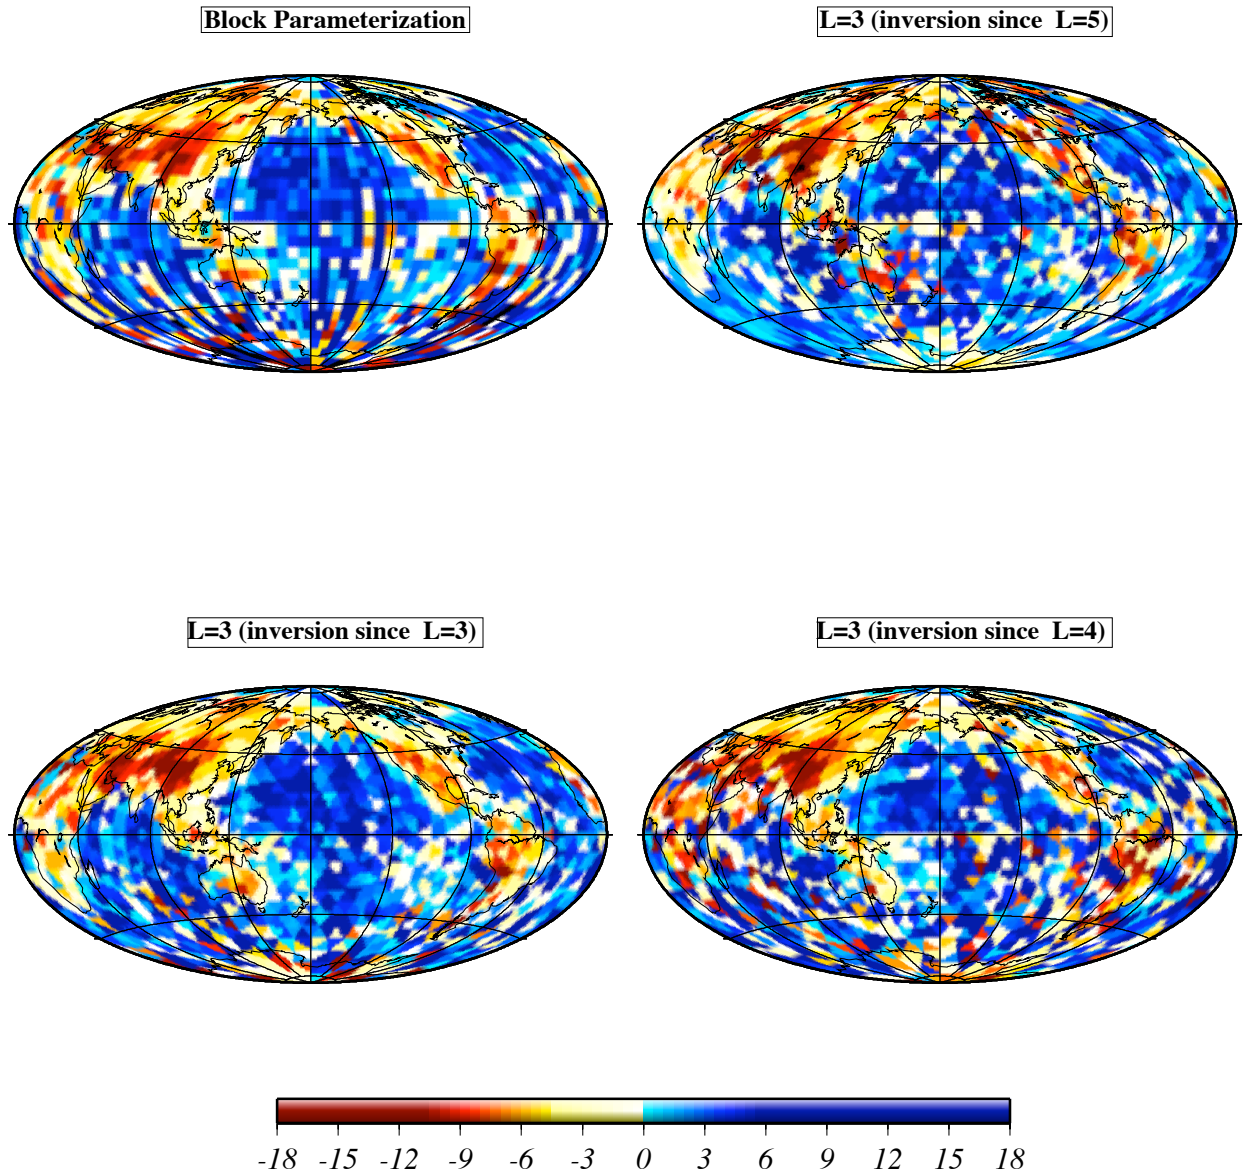 Block Parameterization
L=3 (inversion since L=5)
L=3 (inversion since L=3)
L=3 (inversion since L=4)
-18 -15 -12 -9 -6 -3 0 3 6 9 12 15 18